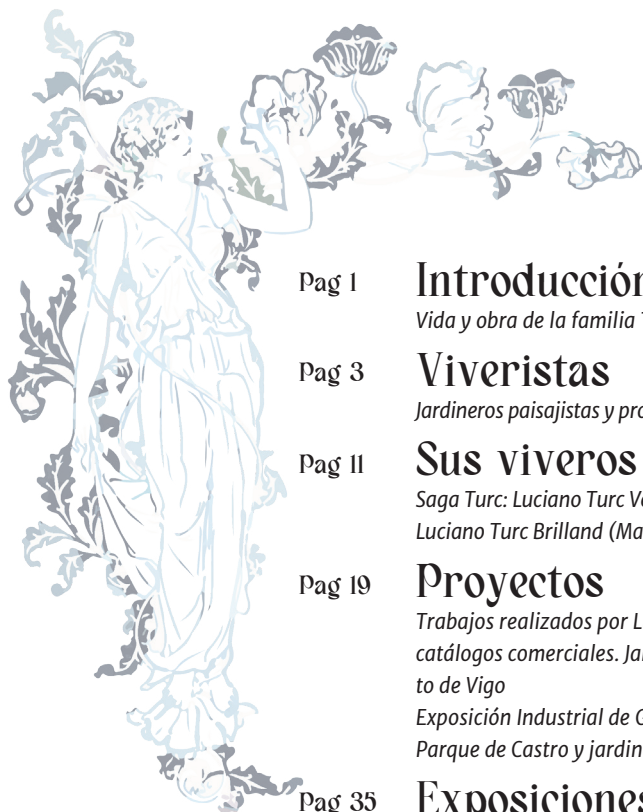 Pag 1 Introducción
Vida y obra de la familia
Pag 3 Viveristas
Jardineros paisajistas y pro
Pag 11 Sus viveros
Saga Turc: Luciano Turc V
Luciano Turc Brilland (Ma
Pag 19 Proyectos
Trabajos realizados por L
catálogos comerciales. Ja
to de Vigo
Exposición Industrial de
Parque de Castro y jardin
Pag 35 Exposiciones